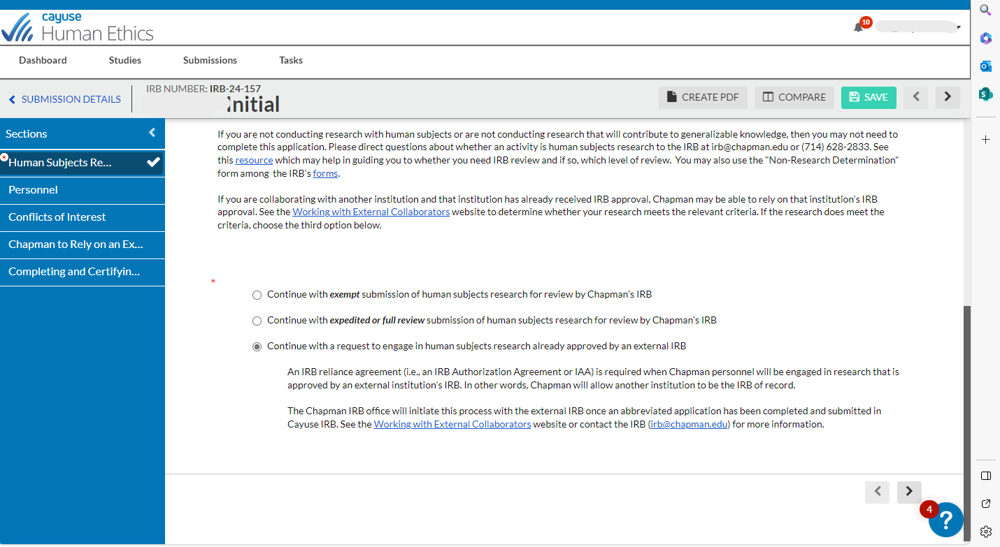 cayuse
Human Ethics
10
Dashboard
Studies
Submissions
Tasks
SUBMISSION DETAILS
IRB NUMBER: IRB-24-157
Initial
CREATE PDF
COMPARE
SAVE
Sections
* Human Subjects Re...
Personnel
Conflicts of Interest
Chapman to Rely on an Ex...
Completing and Certifyin...
If you are not conducting research with human subjects or are not conducting research that will contribute to generalizable knowledge, then you may not need to
complete this application. Please direct questions about whether an activity is human subjects research to the IRB at irb@chapman.edu or (714) 628-2833. See
this resource which may help in guiding you to whether you need IRB review and if so, which level of review. You may also use the "Non-Research Determination"
form among the IRB's forms.
If you are collaborating with another institution and that institution has already received IRB approval, Chapman may be able to rely on that institution's IRB
approval. See the Working with External Collaborators website to determine whether your research meets the relevant criteria. If the research does meet the
criteria, choose the third option below.
*
Continue with exempt submission of human subjects research for review by Chapman's IRB
Continue with expedited or full review submission of human subjects research for review by Chapman's IRB
Continue with a request to engage in human subjects research already approved by an external IRB
An IRB reliance agreement (i.e., an IRB Authorization Agreement or IAA) is required when Chapman personnel will be engaged in research that is
approved by an external institution's IRB. In other words, Chapman will allow another institution to be the IRB of record.
The Chapman IRB office will initiate this process with the external IRB once an abbreviated application has been completed and submitted in
Cayuse IRB. See the Working with External Collaborators website or contact the IRB (irb@chapman.edu) for more information.
4
?